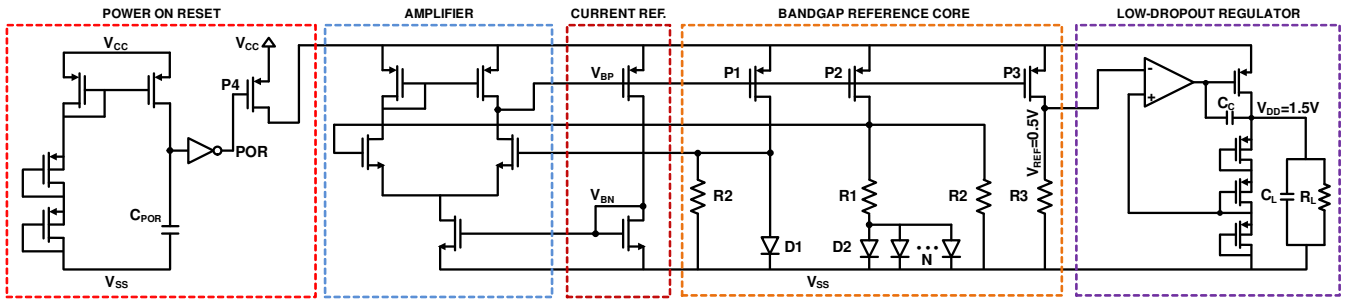 POWER ON RESET
AMPLIFIER
CURRENT REF.
BANDGAP REFERENCE CORE
LOW-DROPOUT REGULATOR
VCC
VCC
P4
POR
CPOR
VSS
VBP
VBN
P1
P2
P3
R2
D1
R1
D2
N
R2
R3
VREF=0.5V
VSS
-
+
CC
VDD=1.5V
CL
RL